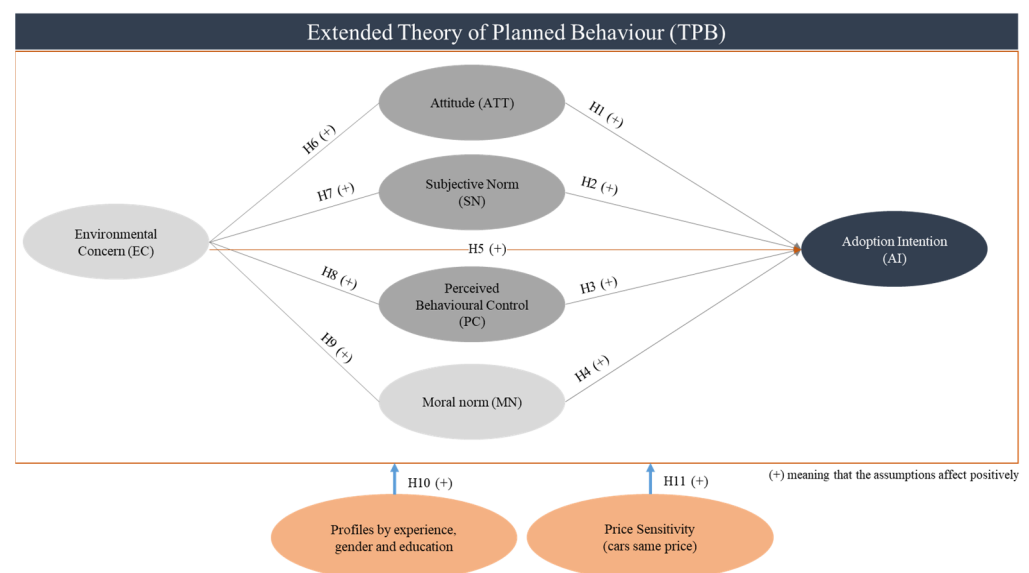 Extended Theory of Planned Behaviour (TPB)
Attitude (ATT)
H1 (+)
H6 (+)
Subjective Norm
(SN)
H7 (+)
H2 (+)
Environmental
Concern (EC)
H5 (+)
Adoption Intention
(AI)
H8 (+)
Perceived
Behavioural Control
(PC)
H3 (+)
H9 (+)
H4 (+)
Moral norm (MN)
(+) meaning that the assumptions affect positively
H10 (+)
H11 (+)
Profiles by experience,
gender and education
Price Sensitivity
(cars same price)